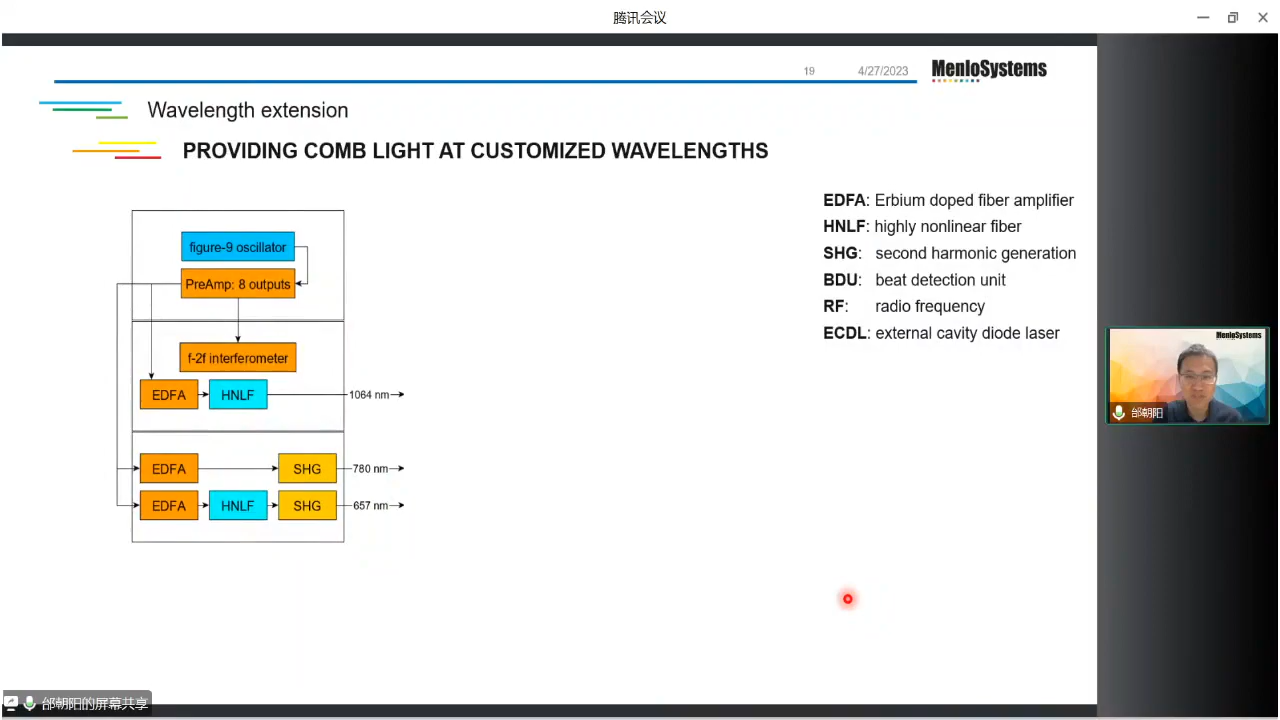 腾讯会议
19 4/27/2023 MenloSystems
Wavelength extension
PROVIDING COMB LIGHT AT CUSTOMIZED WAVELENGTHS
EDFA: Erbium doped fiber amplifier
HNLF: highly nonlinear fiber
SHG: second harmonic generation
BDU: beat detection unit
RF: radio frequency
ECDL: external cavity diode laser
figure-9 oscillator
PreAmp: 8 outputs
f-2f interferometer
EDFA HNLF 1064 nm
EDFA SHG 780 nm
EDFA HNLF SHG 657 nm
MenloSystems
邰朝阳
邰朝阳的屏幕共享